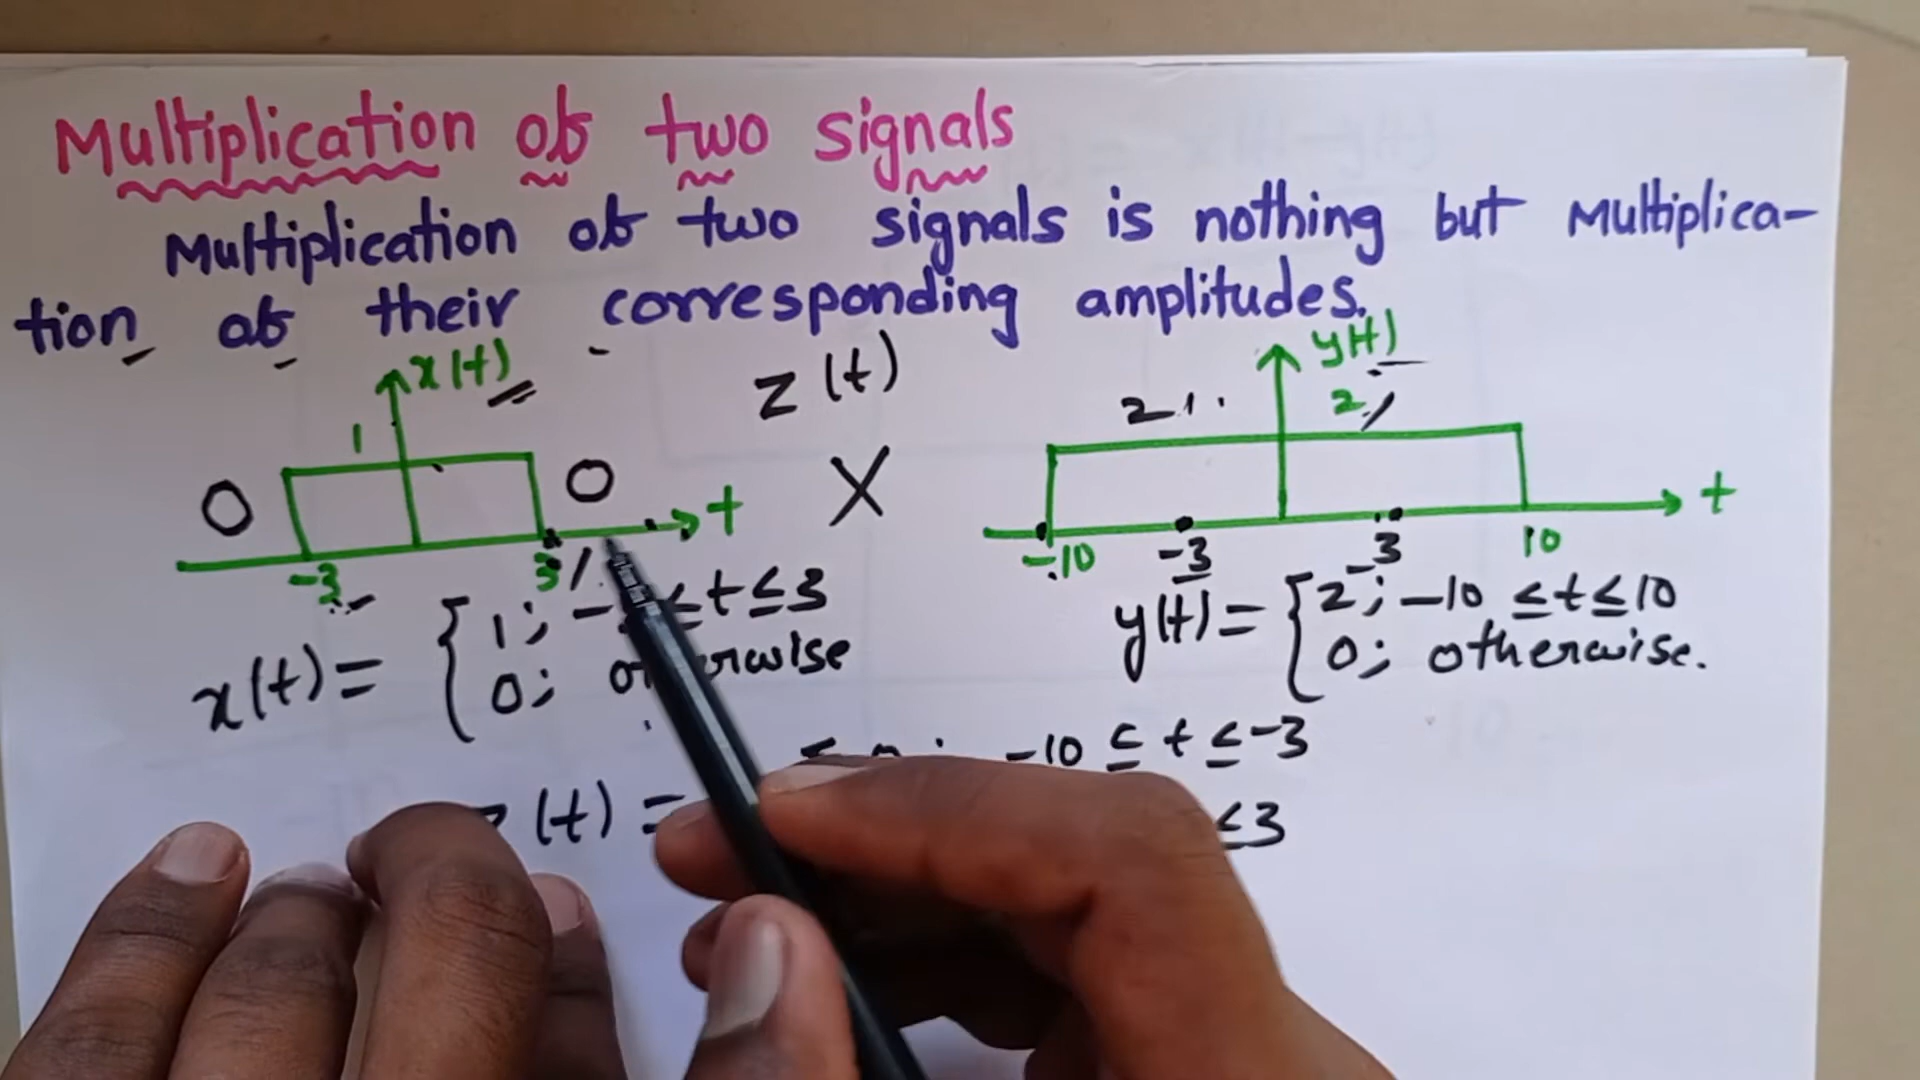 Multiplication of two signals
Multiplication of two signals is nothing but Multiplica-
tion of their corresponding amplitudes.
x(t) z(t) y(t)
1 2 2
0 0 X
t t
-3 3 -10 -3 3 10
x(t) = { 1; ≤t≤3 y(t) = { 2; -10 ≤t≤10
0; otherwise 0; otherwise.
-10 ≤ t ≤ -3
(t) = ≤3